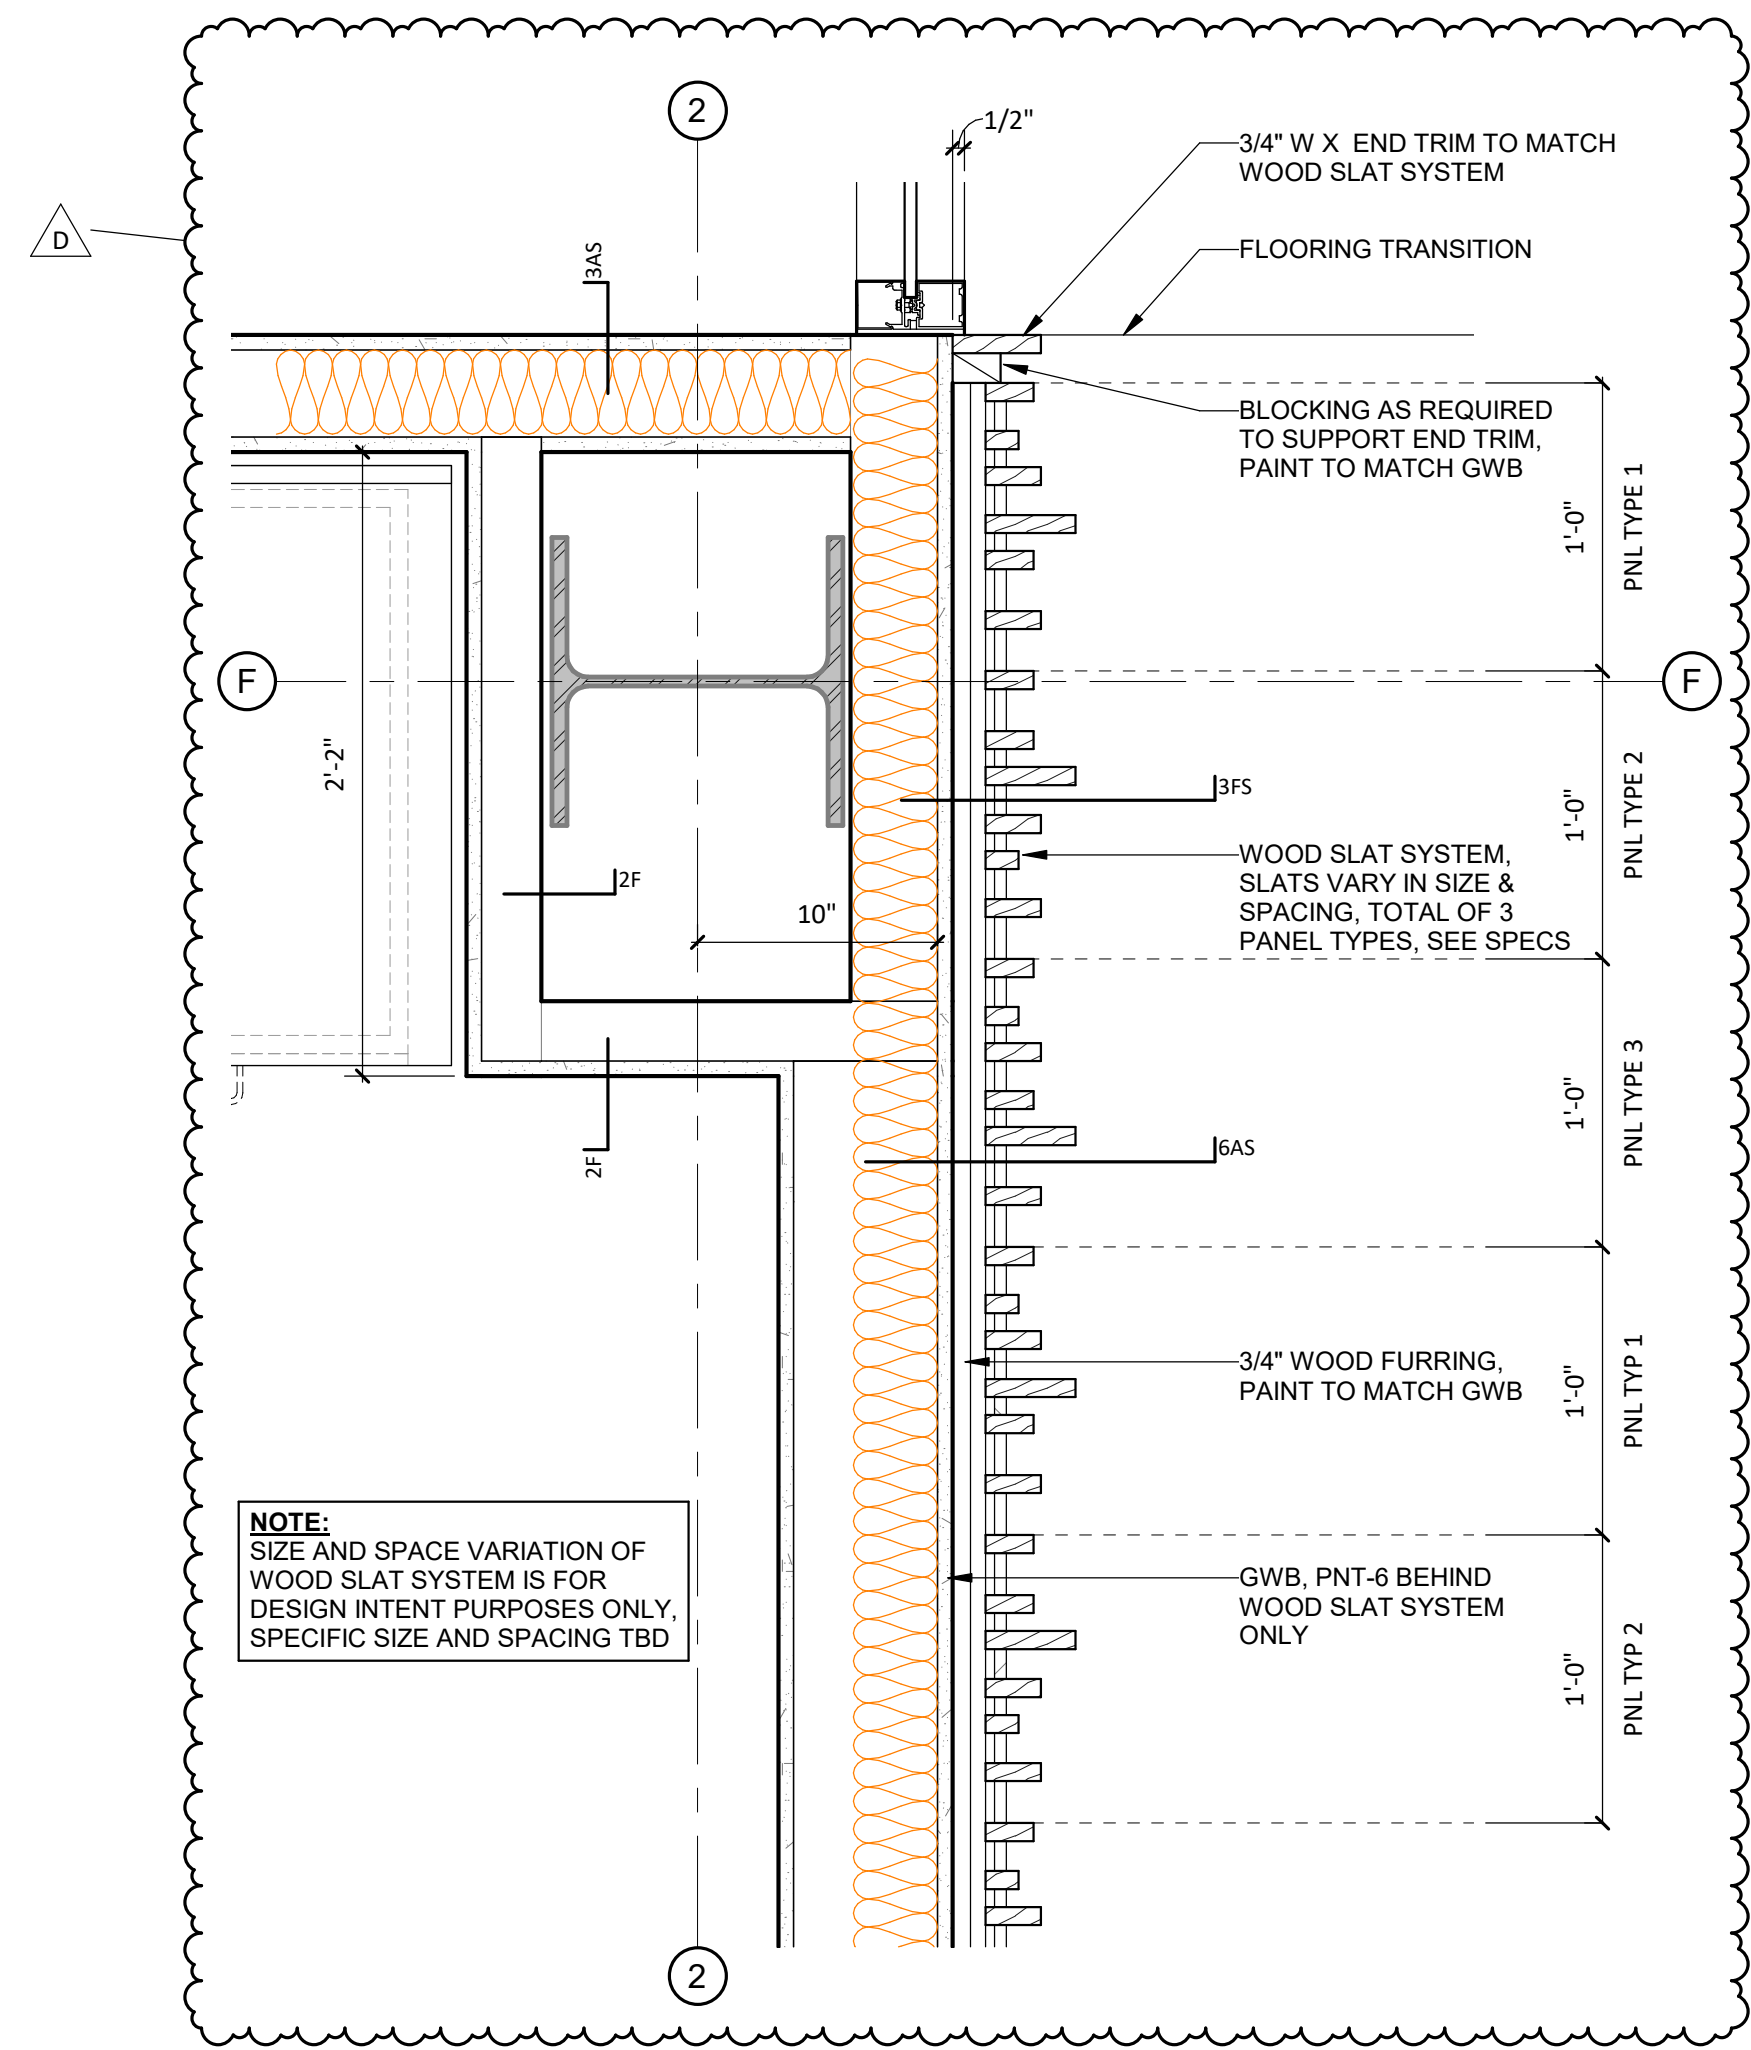 2
1/2"
3/4" W X  END TRIM TO MATCH
WOOD SLAT SYSTEM
D
3AS
FLOORING TRANSITION
BLOCKING AS REQUIRED
TO SUPPORT END TRIM,
PAINT TO MATCH GWB
1'-0"
PNL TYPE 1
F
F
2'-2"
3FS
1'-0"
PNL TYPE 2
WOOD SLAT SYSTEM,
SLATS VARY IN SIZE &
SPACING, TOTAL OF 3
PANEL TYPES, SEE SPECS
2F
10"
1'-0"
PNL TYPE 3
2F
6AS
3/4" WOOD FURRING,
PAINT TO MATCH GWB
1'-0"
PNL TYP 1
NOTE:
SIZE AND SPACE VARIATION OF
WOOD SLAT SYSTEM IS FOR
DESIGN INTENT PURPOSES ONLY,
SPECIFIC SIZE AND SPACING TBD
GWB, PNT-6 BEHIND
WOOD SLAT SYSTEM
ONLY
1'-0"
PNL TYP 2
2